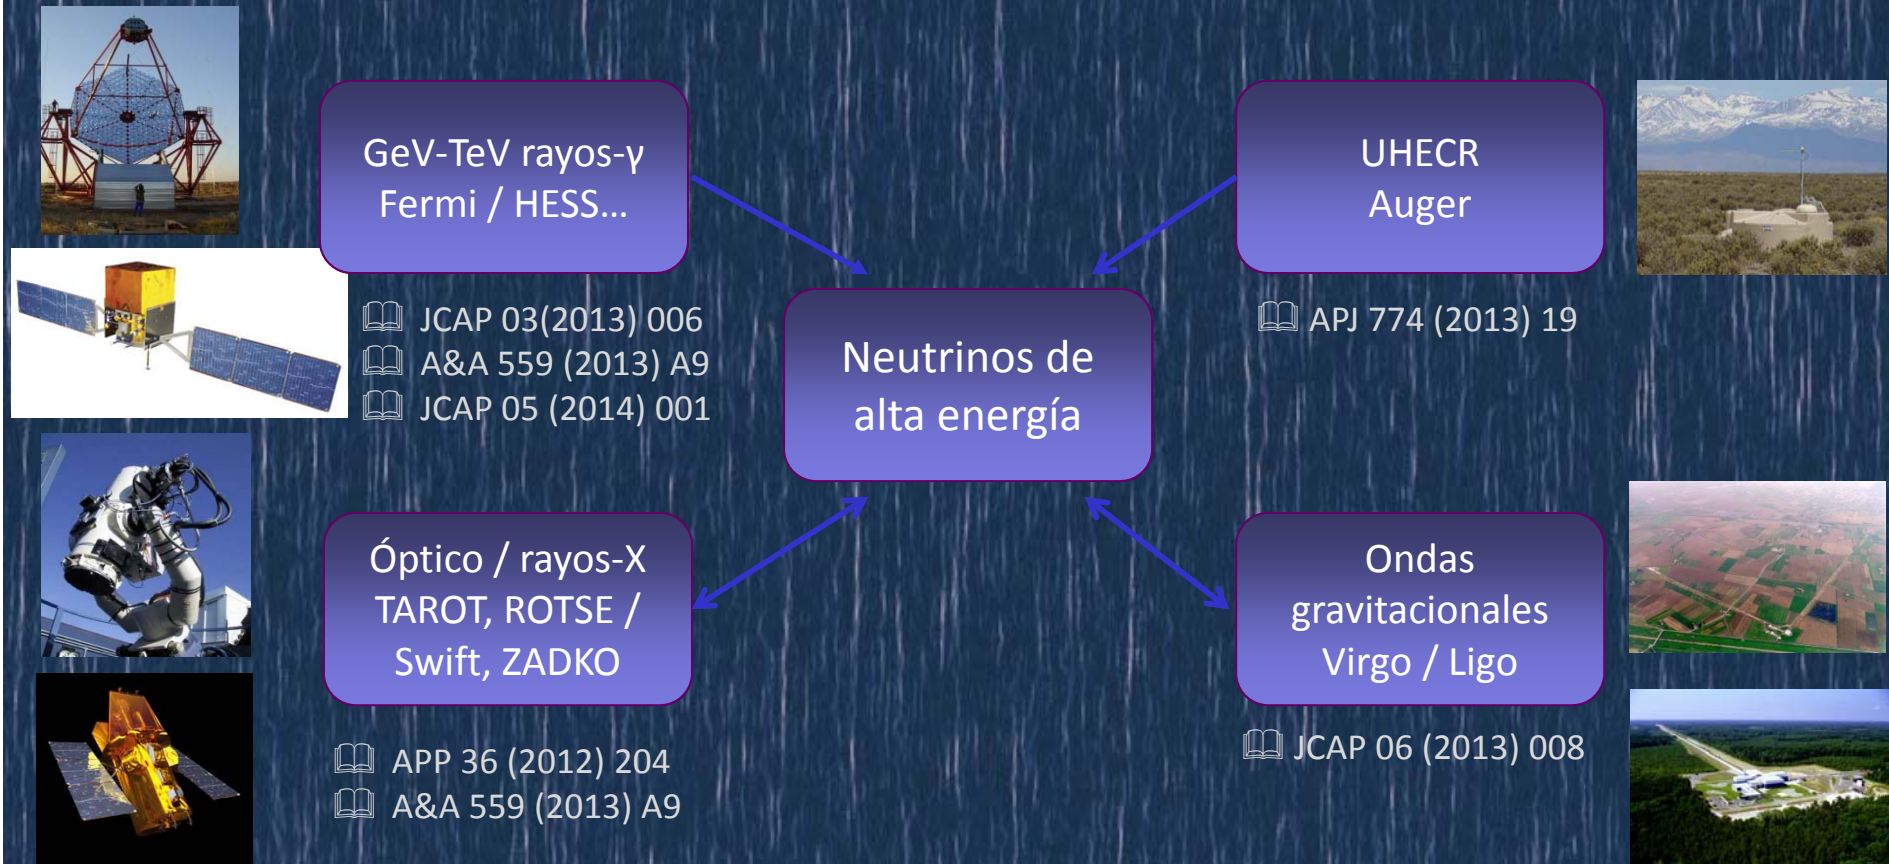 GeV-TeV rayos-γ
Fermi / HESS...
JCAP 03(2013) 006
A&A 559 (2013) A9
JCAP 05 (2014) 001
UHECR
Auger
APJ 774 (2013) 19
Neutrinos de
alta energía
Óptico / rayos-X
TAROT, ROTSE /
Swift, ZADKO
APP 36 (2012) 204
A&A 559 (2013) A9
Ondas
gravitacionales
Virgo / Ligo
JCAP 06 (2013) 008